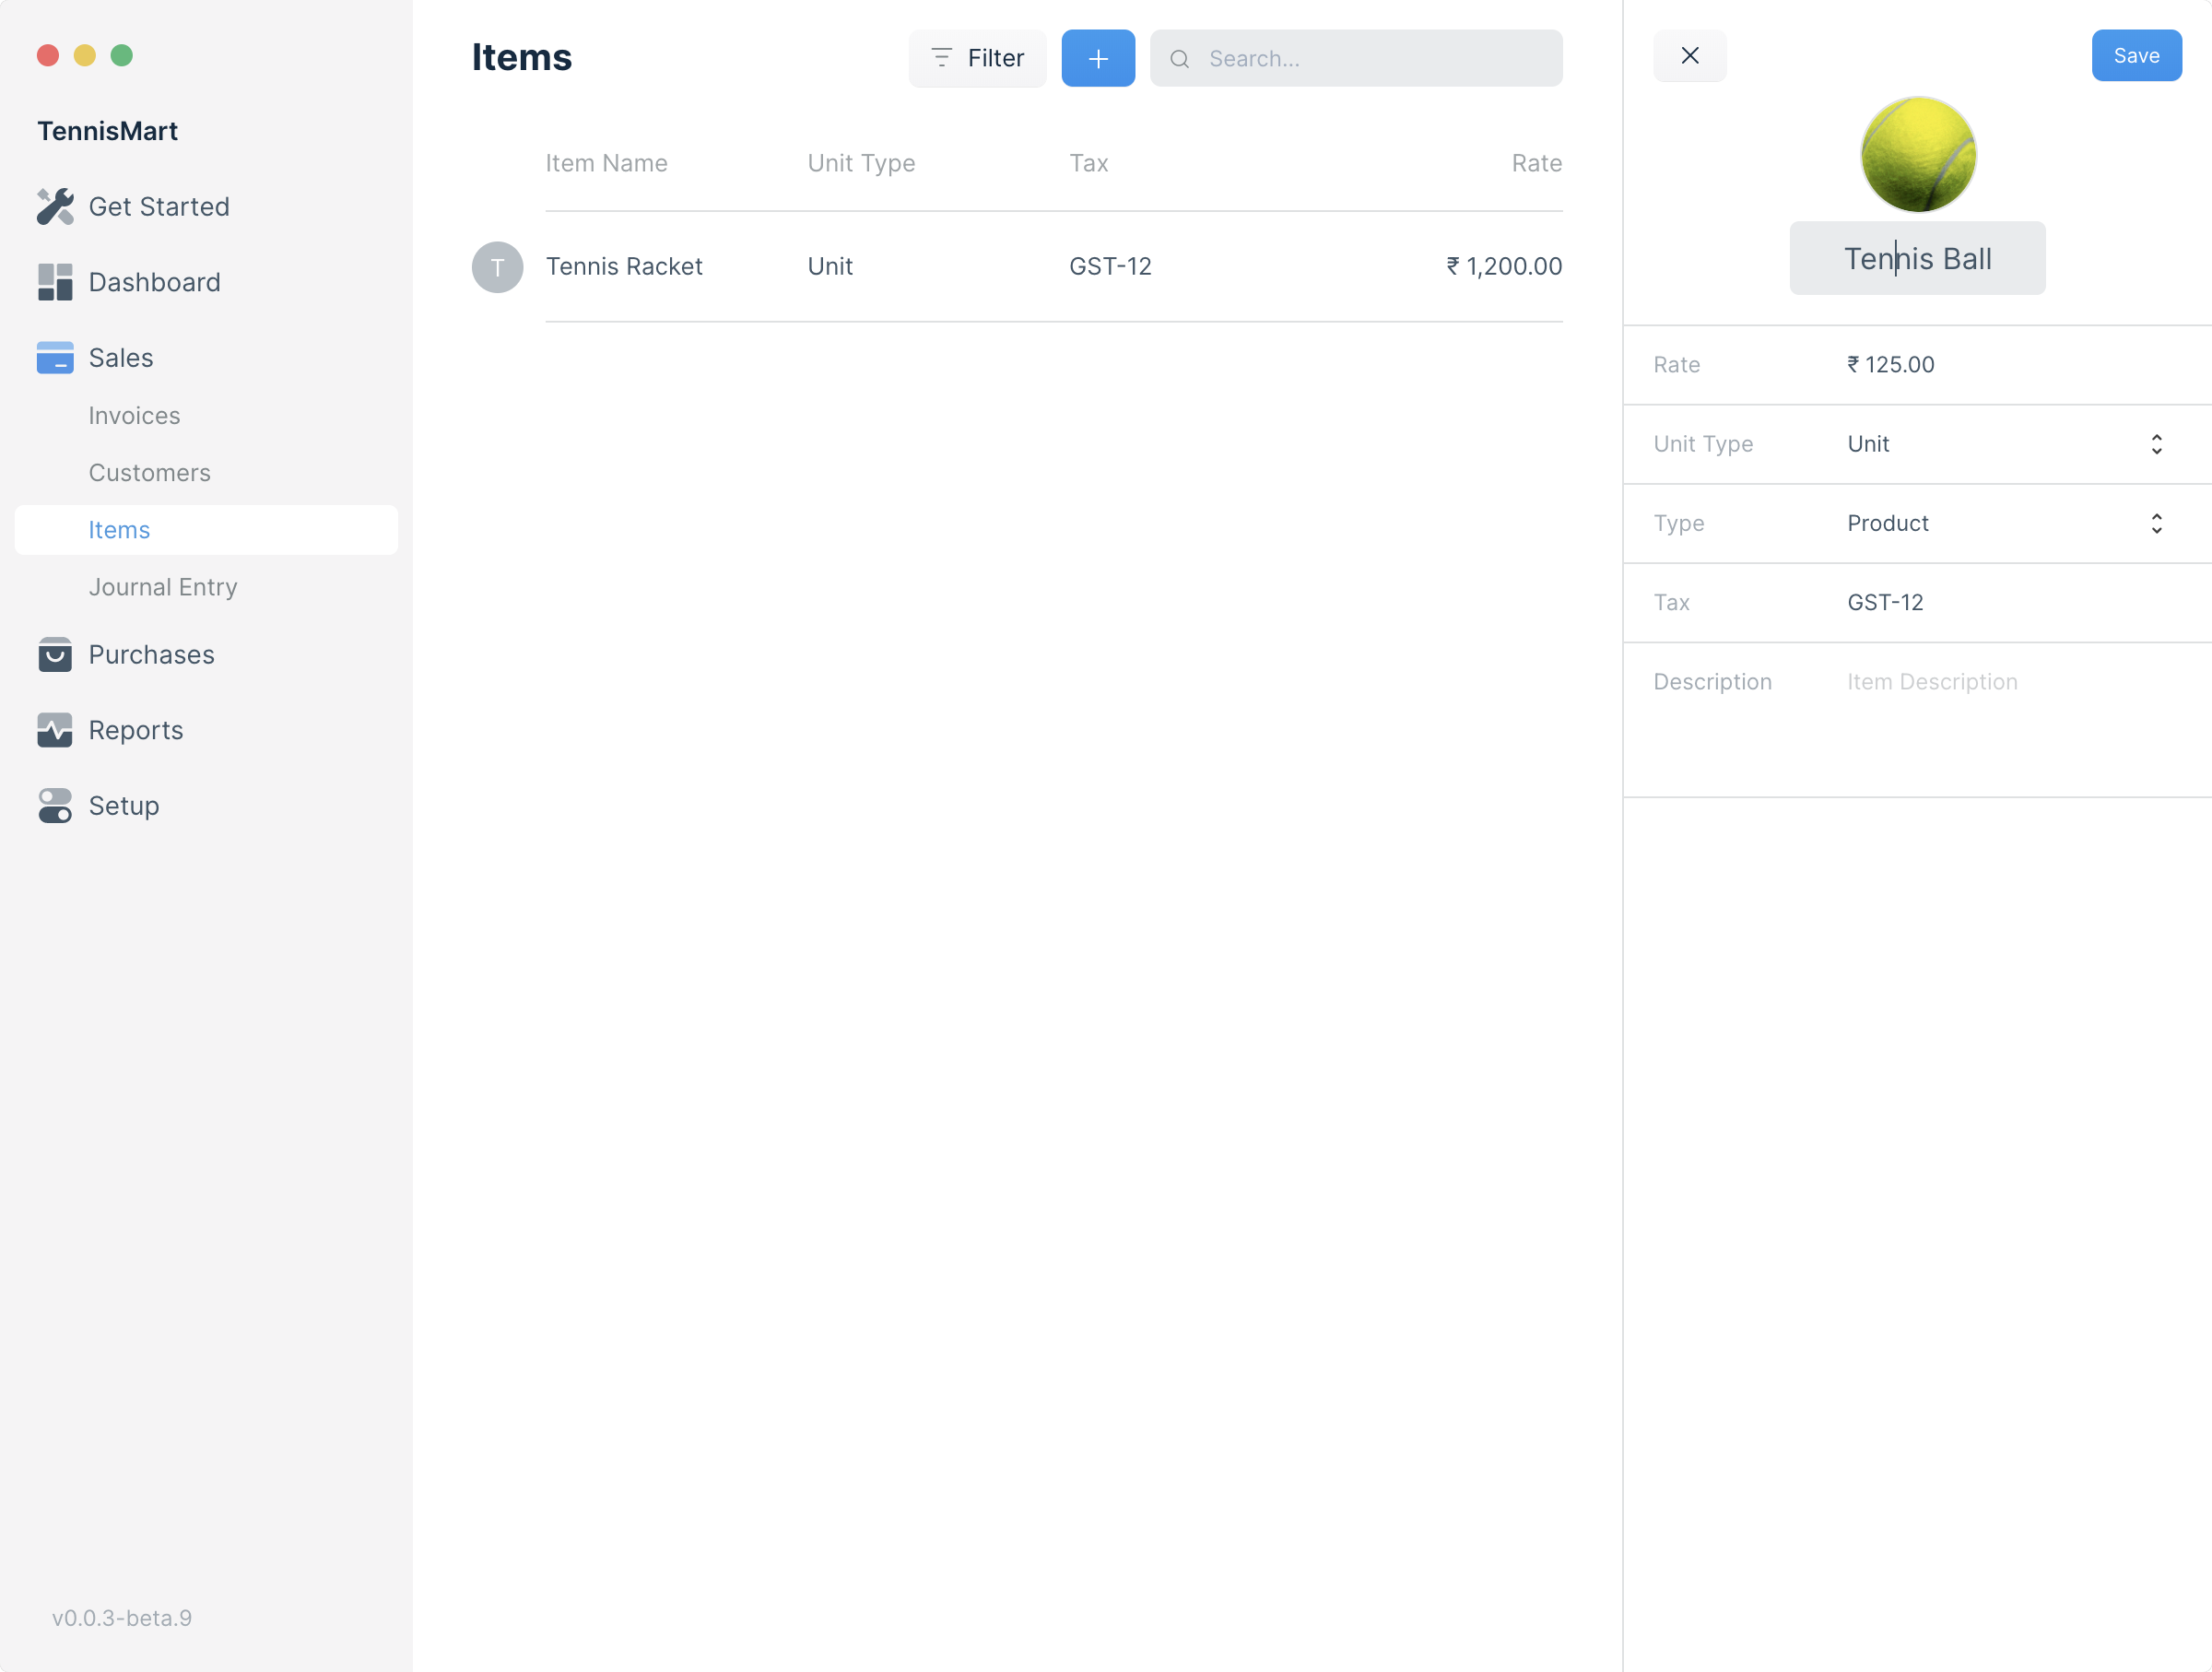 TennisMart
Get Started
Dashboard
Sales
Invoices
Customers
Items
Journal Entry
Purchases
Reports
Setup
v0.0.3-beta.9
Items
Filter
Search...
Item Name Unit Type Tax Rate
T Tennis Racket Unit GST-12 ₹ 1,200.00
Save
Tennis Ball
Rate ₹ 125.00
Unit Type Unit
Type Product
Tax GST-12
Description Item Description